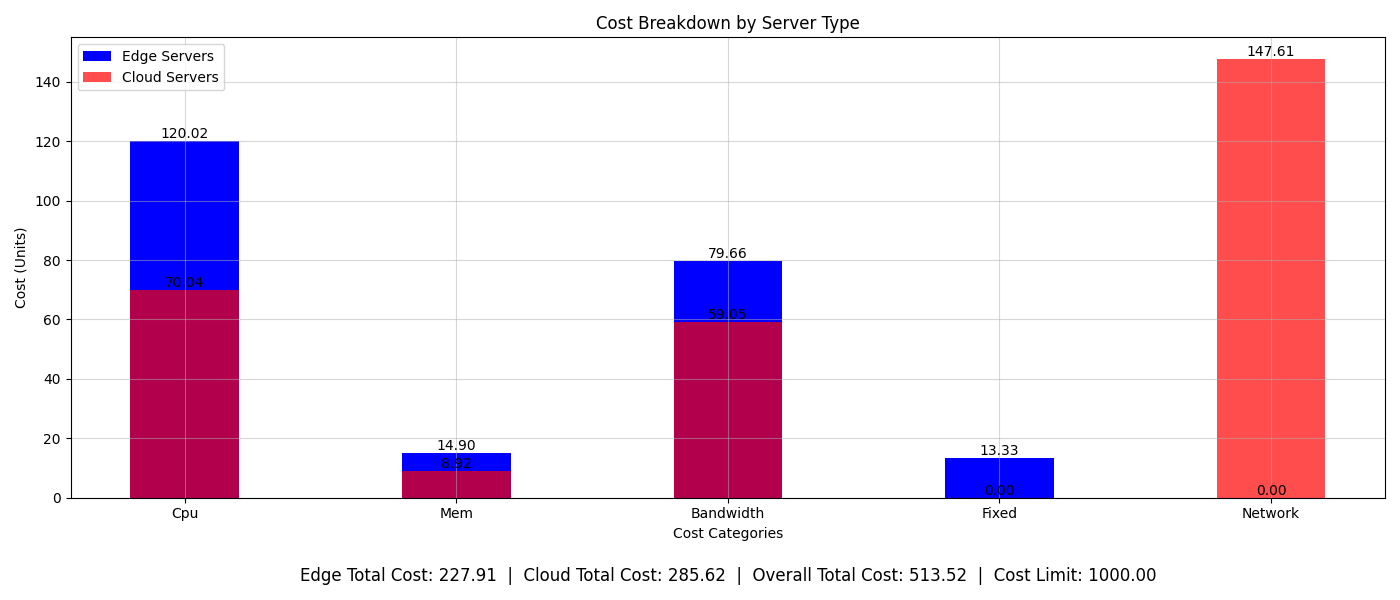 Cost Breakdown by Server Type
Edge Servers
Cloud Servers
Cost (Units)
140
120
100
80
60
40
20
0
120.02
70.04
14.90
8.92
79.66
59.05
13.33
0.00
147.61
0.00
Cpu
Mem
Bandwidth
Fixed
Network
Cost Categories
Edge Total Cost: 227.91 | Cloud Total Cost: 285.62 | Overall Total Cost: 513.52 | Cost Limit: 1000.00